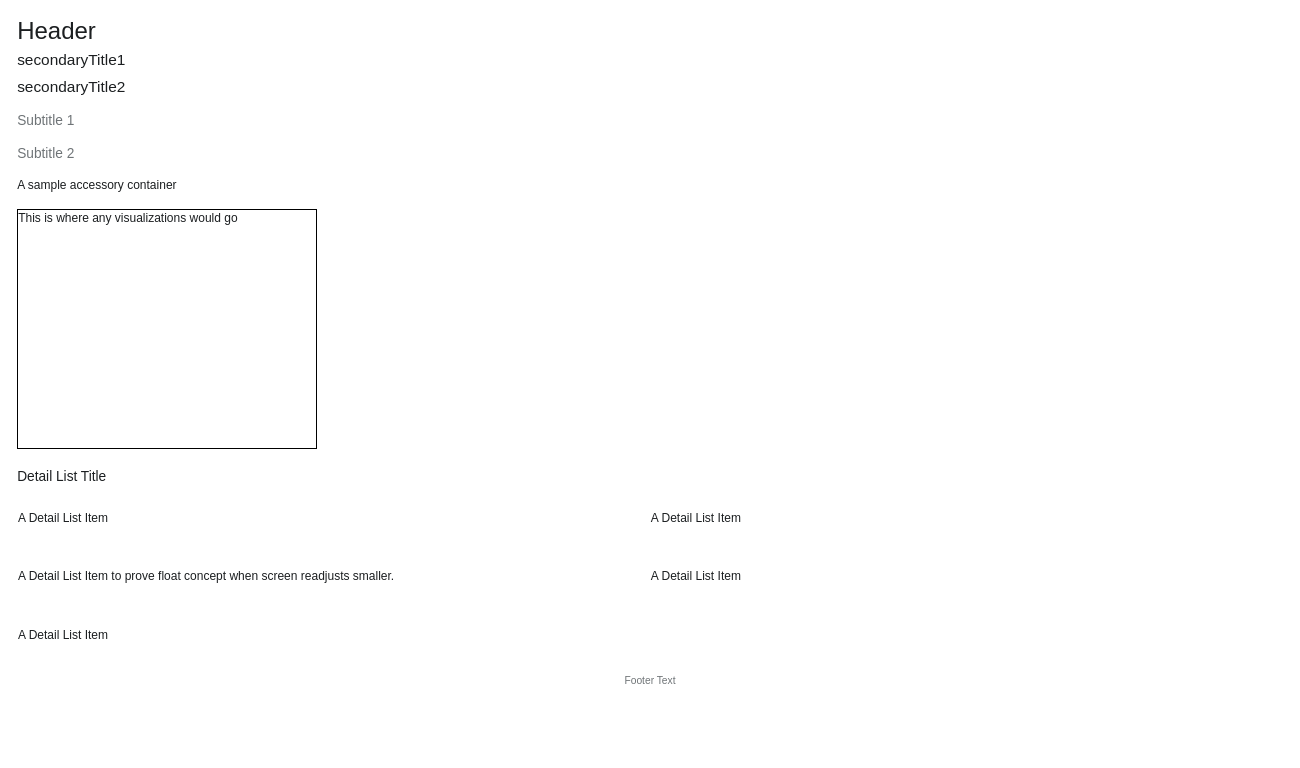 Header
secondaryTitle1
secondaryTitle2
Subtitle 1
Subtitle 2
A sample accessory container
This is where any visualizations would go
Detail List Title
A Detail List Item
A Detail List Item
A Detail List Item to prove float concept when screen readjusts smaller.
A Detail List Item
A Detail List Item
Footer Text